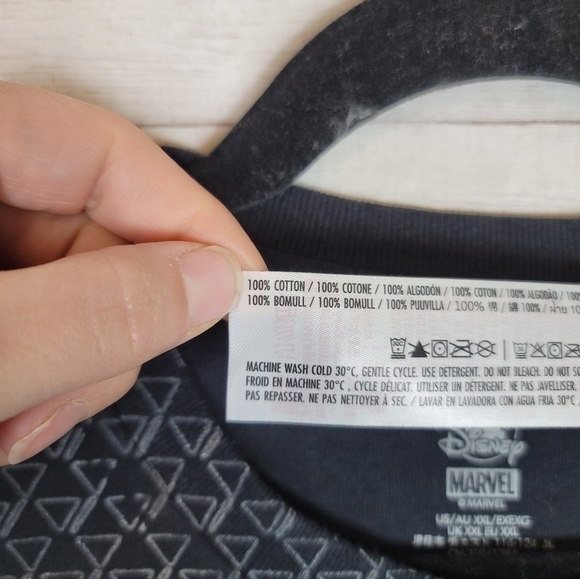 100% COTTON / 100% COTONE / 100% ALGODÓN / 100% COTON / 100% ALGODÃO / 100%
100% BOMULL / 100% BOMULL / 100% PUUVILLA / 100% 棉 / 綿 100% / ฝ้าย 10
MACHINE WASH COLD 30°C, GENTLE CYCLE. USE DETERGENT. DO NOT BLEACH. DO NOT SO
FROID EN MACHINE 30°C , CYCLE DÉLICAT. UTILISER UN DÉTERGENT. NE PAS JAVELLISER.
PAS REPASSER. NE PAS NETTOYER À SEC. / LAVAR EN LAVADORA CON AGUA FRIA 30°C
Disney
MARVEL
© MARVEL
US/AU XXL/EXEXG
UK XXL EU XXL